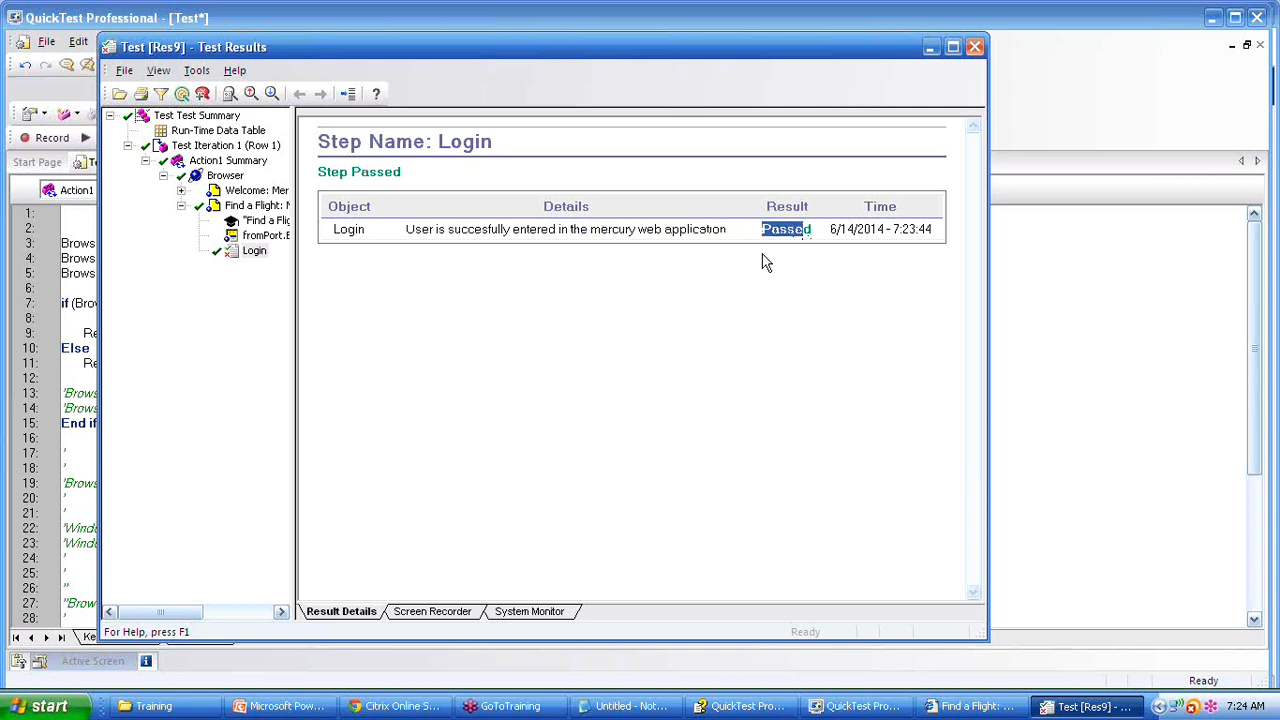 QuickTest Professional - [Test*]
File Edit
Test [Res9] - Test Results
File View Tools Help
Record
Start Page
Action1
Test Test Summary
Run-Time Data Table
Test Iteration 1 (Row 1)
Action1 Summary
Browser
Welcome: Mer
Find a Flight: M
"Find a Flig
fromPort.E
Login
Step Name: Login
Step Passed
Object Details Result Time
Login User is succesfully entered in the mercury web application Passed 6/14/2014 - 7:23:44
1:
2:
3: Brows
4: Brows
5: Brows
6:
7: if (Brow
8:
9: Re
10: Else
11: Re
12:
13: 'Brows
14: 'Brows
15: End if
16:
17: '
18: '
19: 'Brows
20: '
21: '
22: 'Windo
23: 'Windo
24: '
25: '
26: ''
27: ''Brow
28: '
Result Details Screen Recorder System Monitor
For Help, press F1
Ready
Active Screen
Ready
start Training Microsoft Pow... Citrix Online S... GoToTraining Untitled - Not... QuickTest Pro... QuickTest Pro... Find a Flight: ... Test [Res9] - ... 7:24 AM